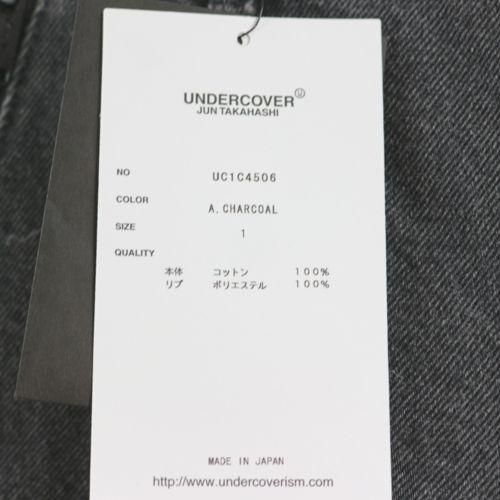 UNDERCOVER Ⓤ
JUN TAKAHASHI
NO UC1C4506
COLOR A.CHARCOAL
SIZE 1
QUALITY
本体 コットン 100%
リブ ポリエステル 100%
MADE IN JAPAN
http://www.undercoverism.com